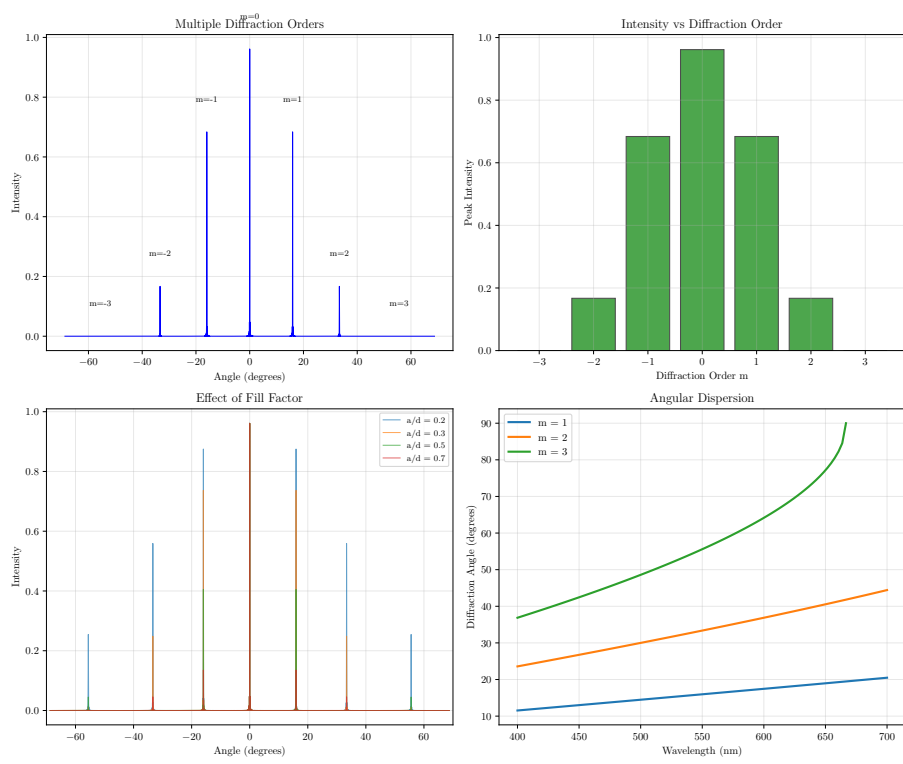 m=0
Multiple Diffraction Orders
1.0
0.8
0.6
0.4
0.2
0.0
Intensity
m=-1
m=1
m=-2
m=2
m=-3
m=3
−60
−40
−20
0
20
40
60
Angle (degrees)
Intensity vs Diffraction Order
1.0
0.8
0.6
0.4
0.2
0.0
Peak Intensity
−3
−2
−1
0
1
2
3
Diffraction Order m
Effect of Fill Factor
1.0
0.8
0.6
0.4
0.2
0.0
Intensity
a/d = 0.2
a/d = 0.3
a/d = 0.5
a/d = 0.7
−60
−40
−20
0
20
40
60
Angle (degrees)
Angular Dispersion
90
80
70
60
50
40
30
20
10
Diffraction Angle (degrees)
m = 1
m = 2
m = 3
400
450
500
550
600
650
700
Wavelength (nm)